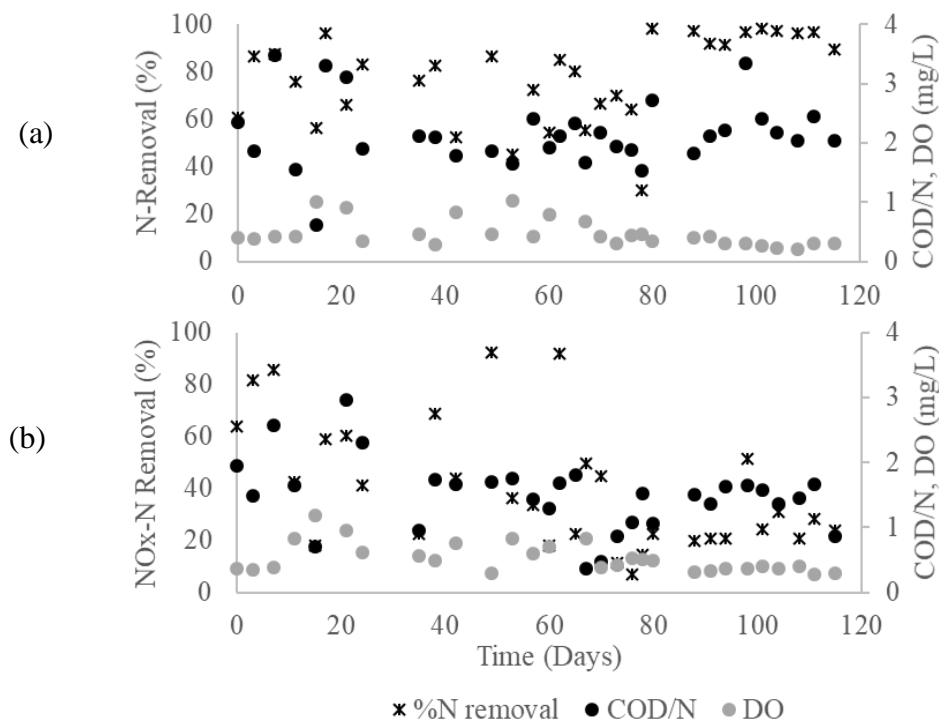 (a)
N-Removal (%)
100
80
60
40
20
0
4
3
2
1
0
COD/N, DO (mg/L)
0 20 40 60 80 100 120
(b)
NOx-N Removal (%)
100
80
60
40
20
0
4
3
2
1
0
COD/N, DO (mg/L)
0 20 40 60 80 100 120
Time (Days)
%N removal COD/N DO